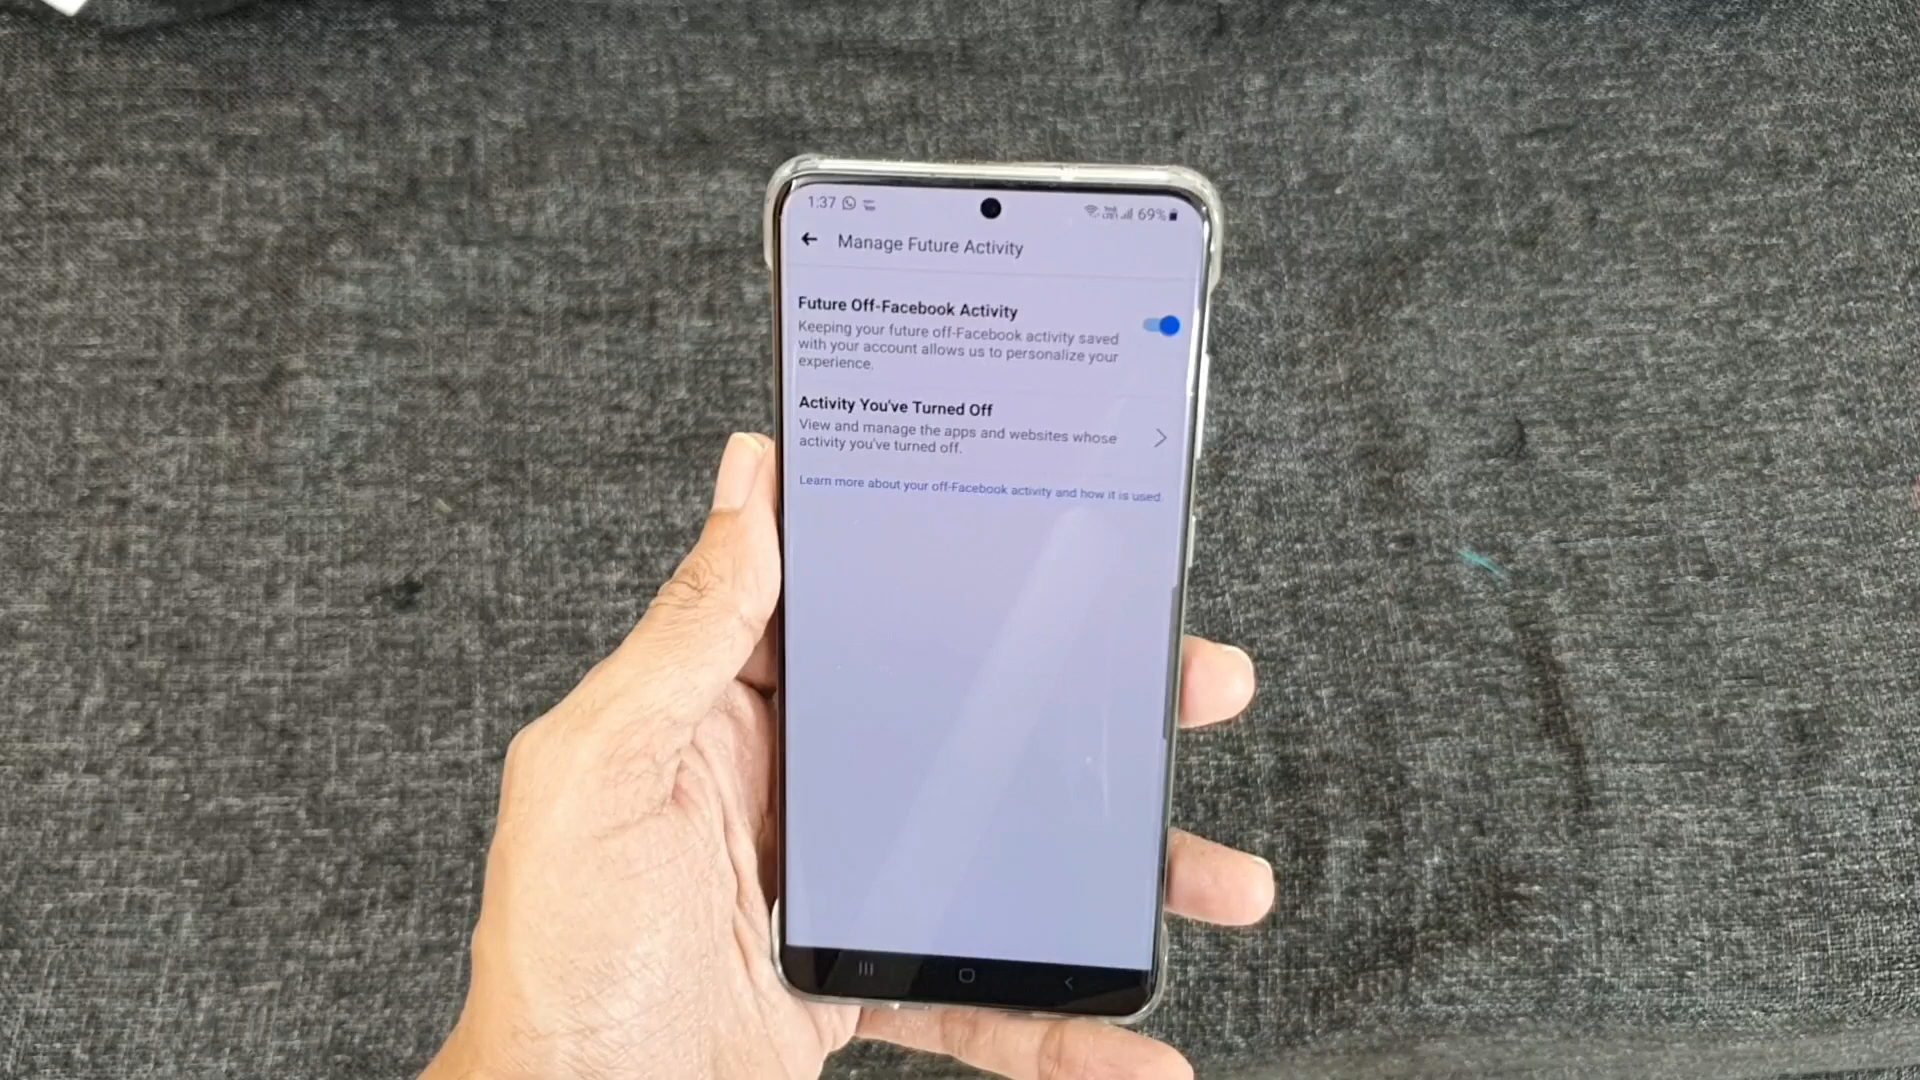 1:37
69%
Manage Future Activity
Future Off-Facebook Activity
Keeping your future off-Facebook activity saved
with your account allows us to personalize your
experience.
Activity You've Turned Off
View and manage the apps and websites whose
activity you've turned off.
Learn more about your off-Facebook activity and how it is used.